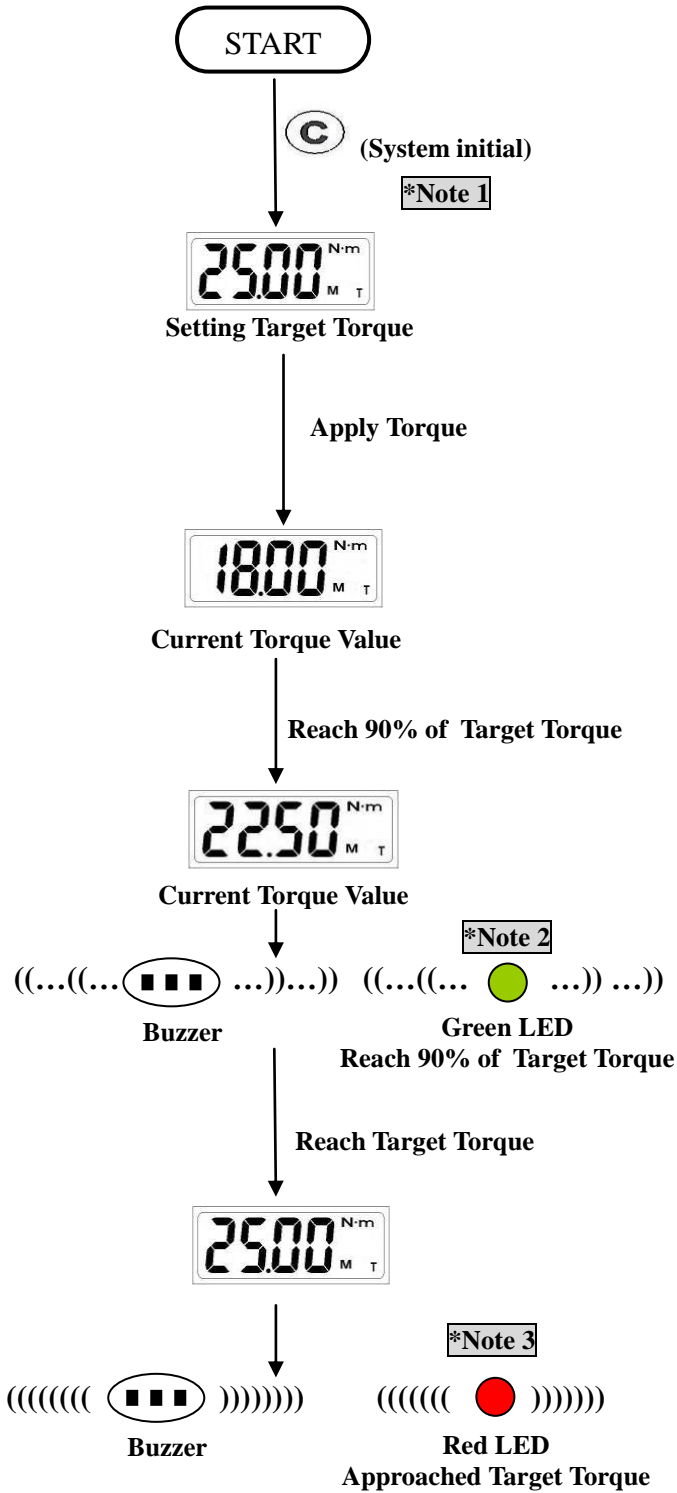 START
C (System initial)
*Note 1
25.00 N·m
M T
Setting Target Torque
Apply Torque
18.00 N·m
M T
Current Torque Value
Reach 90% of Target Torque
22.50 N·m
M T
Current Torque Value
*Note 2
((…((… …))…)) ((…((… …)) …))
Buzzer
Green LED
Reach 90% of Target Torque
Reach Target Torque
25.00 N·m
M T
*Note 3
(((((((( )))))))) ((((((( )))))))
Buzzer
Red LED
Approached Target Torque